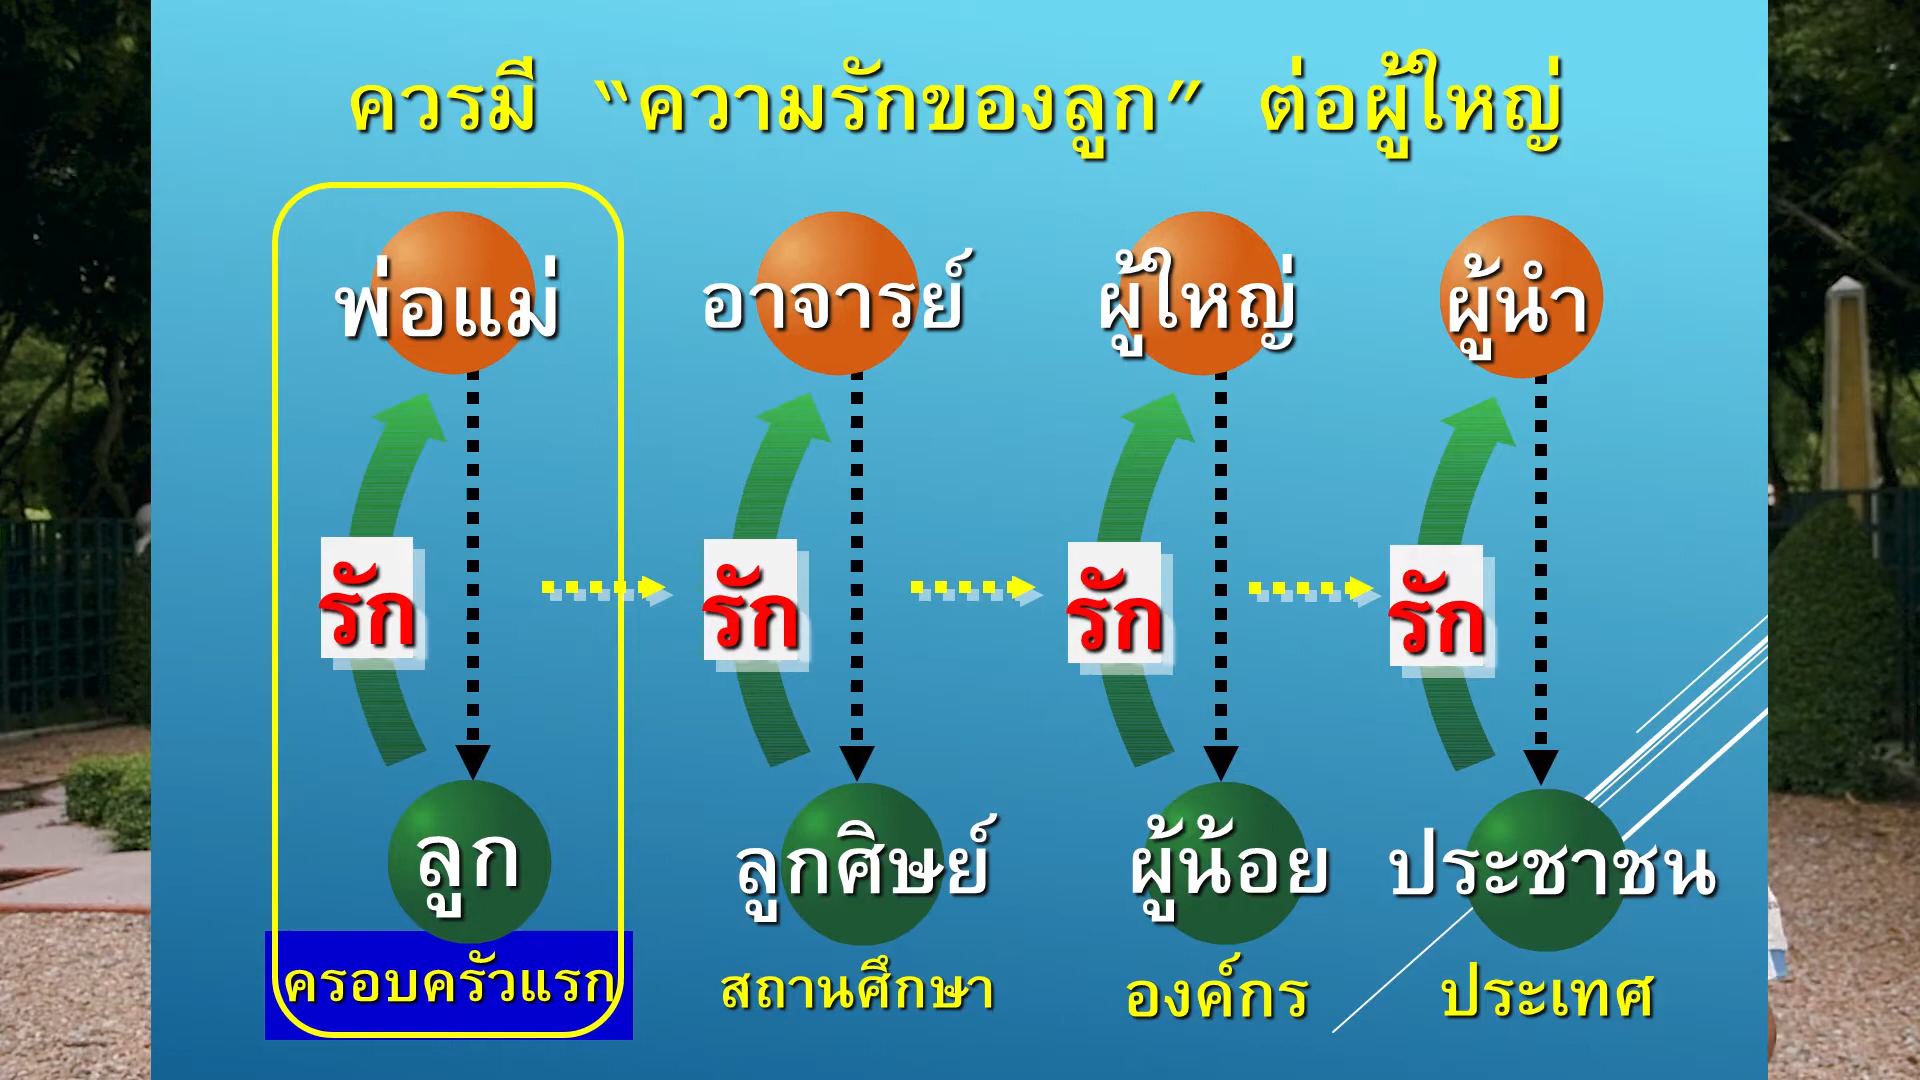 ควรมี “ความรักของลูก” ต่อผู้ใหญ่
พ่อแม่
อาจารย์
ผู้ใหญ่
ผู้นำ
รัก
รัก
รัก
รัก
ลูก
ลูกศิษย์
ผู้น้อย
ประชาชน
ครอบครัวแรก
สถานศึกษา
องค์กร
ประเทศ